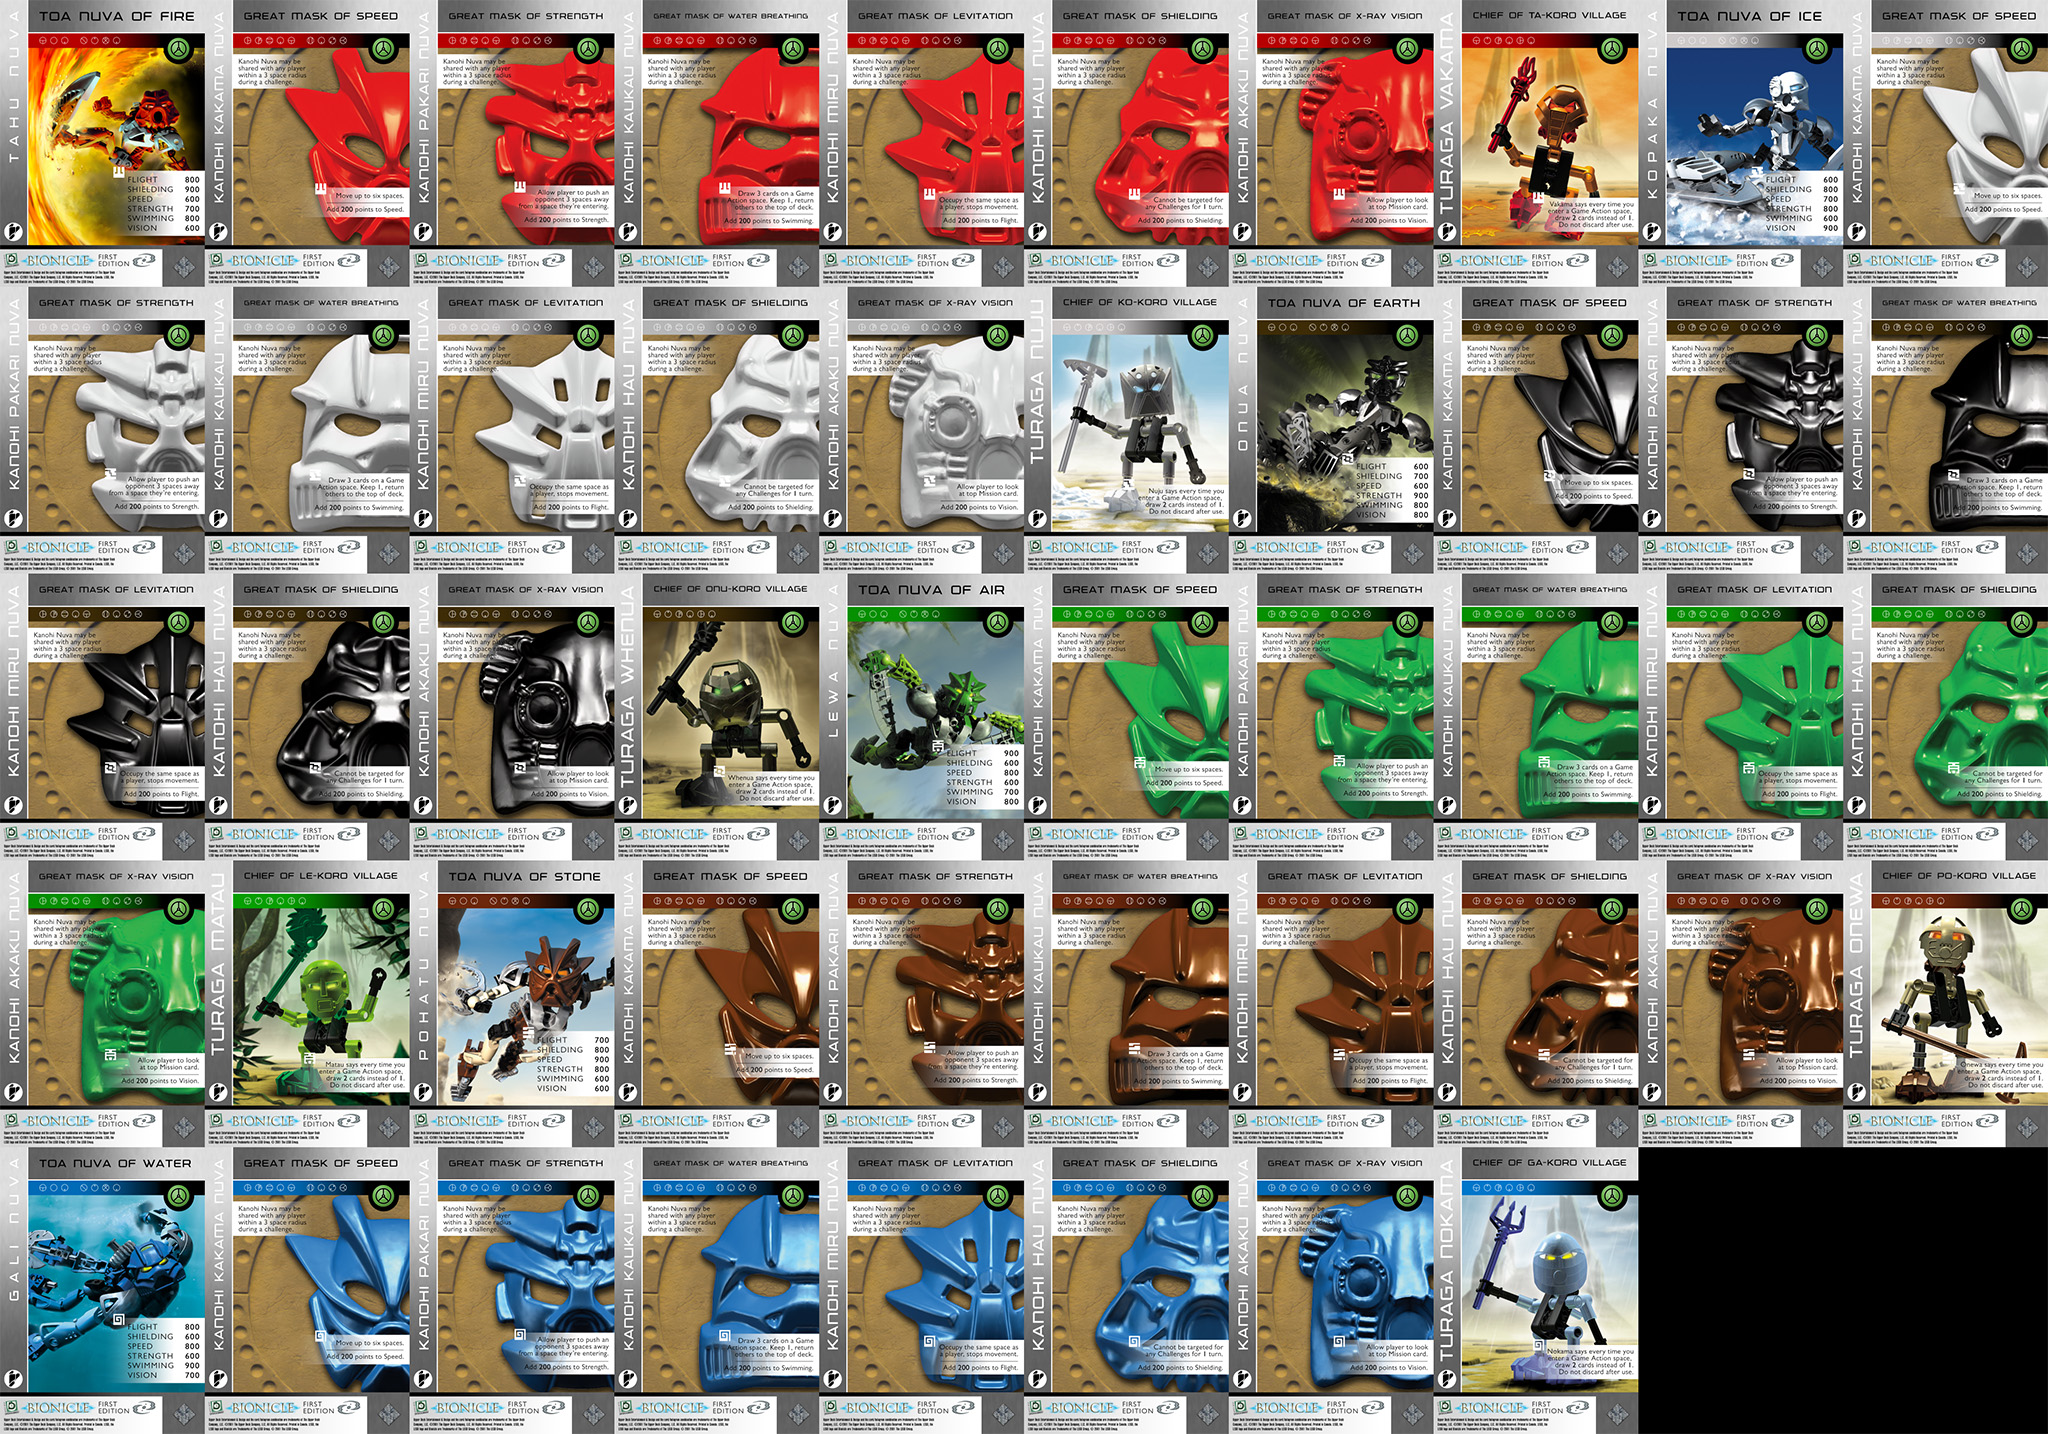 TOA NUVA OF FIRE
TAHU NUVA
FLIGHT 800
SHIELDING 900
SPEED 600
STRENGTH 700
SWIMMING 800
VISION 600
BIONICLE
FIRST
EDITION
GREAT MASK OF SPEED
KANOHI KAKAMA NUVA
Kanohi Nuva may be
shared with any player
within a 3 space radius
during a challenge.
Move up to six spaces.
Add 200 points to Speed.
BIONICLE
FIRST
EDITION
GREAT MASK OF STRENGTH
KANOHI PAKARI NUVA
Kanohi Nuva may be
shared with any player
within a 3 space radius
during a challenge.
Allow player to push an
opponent 3 spaces away
from a space they're entering.
Add 200 points to Strength.
BIONICLE
FIRST
EDITION
GREAT MASK OF WATER BREATHING
KANOHI KAUKAU NUVA
Kanohi Nuva may be
shared with any player
within a 3 space radius
during a challenge.
Draw 3 cards on a Game
Action space. Keep 1, return
others to the top of deck.
Add 200 points to Swimming.
BIONICLE
FIRST
EDITION
GREAT MASK OF LEVITATION
KANOHI MIRU NUVA
Kanohi Nuva may be
shared with any player
within a 3 space radius
during a challenge.
Occupy the same space as
a player, stops movement.
Add 200 points to Flight.
BIONICLE
FIRST
EDITION
GREAT MASK OF SHIELDING
KANOHI HAU NUVA
Kanohi Nuva may be
shared with any player
within a 3 space radius
during a challenge.
Cannot be targeted for
any Challenges for 1 turn.
Add 200 points to Shielding.
BIONICLE
FIRST
EDITION
GREAT MASK OF X-RAY VISION
KANOHI AKAKU NUVA
Kanohi Nuva may be
shared with any player
within a 3 space radius
during a challenge.
Allow player to look
at top Mission card.
Add 200 points to Vision.
BIONICLE
FIRST
EDITION
CHIEF OF TA-KORO VILLAGE
TURAGA VAKAMA
Vakama says every time you
enter a Game Action space,
draw 2 cards instead of 1.
Do not discard after use.
BIONICLE
FIRST
EDITION
TOA NUVA OF ICE
KOPAKA NUVA
FLIGHT 600
SHIELDING 800
SPEED 700
STRENGTH 800
SWIMMING 600
VISION 900
BIONICLE
FIRST
EDITION
GREAT MASK OF SPEED
KANOHI KAKAMA NUVA
Kanohi Nuva may be
shared with any player
within a 3 space radius
during a challenge.
Move up to six spaces.
Add 200 points to Speed.
BIONICLE
FIRST
EDITION
GREAT MASK OF STRENGTH
KANOHI PAKARI NUVA
Kanohi Nuva may be
shared with any player
within a 3 space radius
during a challenge.
Allow player to push an
opponent 3 spaces away
from a space they're entering.
Add 200 points to Strength.
BIONICLE
FIRST
EDITION
GREAT MASK OF WATER BREATHING
KANOHI KAUKAU NUVA
Kanohi Nuva may be
shared with any player
within a 3 space radius
during a challenge.
Draw 3 cards on a Game
Action space. Keep 1, return
others to the top of deck.
Add 200 points to Swimming.
BIONICLE
FIRST
EDITION
GREAT MASK OF LEVITATION
KANOHI MIRU NUVA
Kanohi Nuva may be
shared with any player
within a 3 space radius
during a challenge.
Occupy the same space as
a player, stops movement.
Add 200 points to Flight.
BIONICLE
FIRST
EDITION
GREAT MASK OF SHIELDING
KANOHI HAU NUVA
Kanohi Nuva may be
shared with any player
within a 3 space radius
during a challenge.
Cannot be targeted for
any Challenges for 1 turn.
Add 200 points to Shielding.
BIONICLE
FIRST
EDITION
GREAT MASK OF X-RAY VISION
KANOHI AKAKU NUVA
Kanohi Nuva may be
shared with any player
within a 3 space radius
during a challenge.
Allow player to look
at top Mission card.
Add 200 points to Vision.
BIONICLE
FIRST
EDITION
CHIEF OF KO-KORO VILLAGE
TURAGA NUJU
Nuju says every time you
enter a Game Action space,
draw 2 cards instead of 1.
Do not discard after use.
BIONICLE
FIRST
EDITION
TOA NUVA OF EARTH
ONUA NUVA
FLIGHT 600
SHIELDING 700
SPEED 600
STRENGTH 900
SWIMMING 800
VISION 800
BIONICLE
FIRST
EDITION
GREAT MASK OF SPEED
KANOHI KAKAMA NUVA
Kanohi Nuva may be
shared with any player
within a 3 space radius
during a challenge.
Move up to six spaces.
Add 200 points to Speed.
BIONICLE
FIRST
EDITION
GREAT MASK OF STRENGTH
KANOHI PAKARI NUVA
Kanohi Nuva may be
shared with any player
within a 3 space radius
during a challenge.
Allow player to push an
opponent 3 spaces away
from a space they're entering.
Add 200 points to Strength.
BIONICLE
FIRST
EDITION
GREAT MASK OF WATER BREATHING
KANOHI KAUKAU NUVA
Kanohi Nuva may be
shared with any player
within a 3 space radius
during a challenge.
Draw 3 cards on a Game
Action space. Keep 1, return
others to the top of deck.
Add 200 points to Swimming.
BIONICLE
FIRST
EDITION
GREAT MASK OF LEVITATION
KANOHI MIRU NUVA
Kanohi Nuva may be
shared with any player
within a 3 space radius
during a challenge.
Occupy the same space as
a player, stops movement.
Add 200 points to Flight.
BIONICLE
FIRST
EDITION
GREAT MASK OF SHIELDING
KANOHI HAU NUVA
Kanohi Nuva may be
shared with any player
within a 3 space radius
during a challenge.
Cannot be targeted for
any Challenges for 1 turn.
Add 200 points to Shielding.
BIONICLE
FIRST
EDITION
GREAT MASK OF X-RAY VISION
KANOHI AKAKU NUVA
Kanohi Nuva may be
shared with any player
within a 3 space radius
during a challenge.
Allow player to look
at top Mission card.
Add 200 points to Vision.
BIONICLE
FIRST
EDITION
CHIEF OF ONU-KORO VILLAGE
TURAGA WHENUA
Whenua says every time you
enter a Game Action space,
draw 2 cards instead of 1.
Do not discard after use.
BIONICLE
FIRST
EDITION
TOA NUVA OF AIR
LEWA NUVA
FLIGHT 900
SHIELDING 600
SPEED 800
STRENGTH 600
SWIMMING 700
VISION 800
BIONICLE
FIRST
EDITION
GREAT MASK OF SPEED
KANOHI KAKAMA NUVA
Kanohi Nuva may be
shared with any player
within a 3 space radius
during a challenge.
Move up to six spaces.
Add 200 points to Speed.
BIONICLE
FIRST
EDITION
GREAT MASK OF STRENGTH
KANOHI PAKARI NUVA
Kanohi Nuva may be
shared with any player
within a 3 space radius
during a challenge.
Allow player to push an
opponent 3 spaces away
from a space they're entering.
Add 200 points to Strength.
BIONICLE
FIRST
EDITION
GREAT MASK OF WATER BREATHING
KANOHI KAUKAU NUVA
Kanohi Nuva may be
shared with any player
within a 3 space radius
during a challenge.
Draw 3 cards on a Game
Action space. Keep 1, return
others to the top of deck.
Add 200 points to Swimming.
BIONICLE
FIRST
EDITION
GREAT MASK OF LEVITATION
KANOHI MIRU NUVA
Kanohi Nuva may be
shared with any player
within a 3 space radius
during a challenge.
Occupy the same space as
a player, stops movement.
Add 200 points to Flight.
BIONICLE
FIRST
EDITION
GREAT MASK OF SHIELDING
KANOHI HAU NUVA
Kanohi Nuva may be
shared with any player
within a 3 space radius
during a challenge.
Cannot be targeted for
any Challenges for 1 turn.
Add 200 points to Shielding.
BIONICLE
FIRST
EDITION
GREAT MASK OF X-RAY VISION
KANOHI AKAKU NUVA
Kanohi Nuva may be
shared with any player
within a 3 space radius
during a challenge.
Allow player to look
at top Mission card.
Add 200 points to Vision.
BIONICLE
FIRST
EDITION
CHIEF OF LE-KORO VILLAGE
TURAGA MATAU
Matau says every time you
enter a Game Action space,
draw 2 cards instead of 1.
Do not discard after use.
BIONICLE
FIRST
EDITION
TOA NUVA OF STONE
POHATU NUVA
FLIGHT 700
SHIELDING 800
SPEED 900
STRENGTH 800
SWIMMING 600
VISION 600
BIONICLE
FIRST
EDITION
GREAT MASK OF SPEED
KANOHI KAKAMA NUVA
Kanohi Nuva may be
shared with any player
within a 3 space radius
during a challenge.
Move up to six spaces.
Add 200 points to Speed.
BIONICLE
FIRST
EDITION
GREAT MASK OF STRENGTH
KANOHI PAKARI NUVA
Kanohi Nuva may be
shared with any player
within a 3 space radius
during a challenge.
Allow player to push an
opponent 3 spaces away
from a space they're entering.
Add 200 points to Strength.
BIONICLE
FIRST
EDITION
GREAT MASK OF WATER BREATHING
KANOHI KAUKAU NUVA
Kanohi Nuva may be
shared with any player
within a 3 space radius
during a challenge.
Draw 3 cards on a Game
Action space. Keep 1, return
others to the top of deck.
Add 200 points to Swimming.
BIONICLE
FIRST
EDITION
GREAT MASK OF LEVITATION
KANOHI MIRU NUVA
Kanohi Nuva may be
shared with any player
within a 3 space radius
during a challenge.
Occupy the same space as
a player, stops movement.
Add 200 points to Flight.
BIONICLE
FIRST
EDITION
GREAT MASK OF SHIELDING
KANOHI HAU NUVA
Kanohi Nuva may be
shared with any player
within a 3 space radius
during a challenge.
Cannot be targeted for
any Challenges for 1 turn.
Add 200 points to Shielding.
BIONICLE
FIRST
EDITION
GREAT MASK OF X-RAY VISION
KANOHI AKAKU NUVA
Kanohi Nuva may be
shared with any player
within a 3 space radius
during a challenge.
Allow player to look
at top Mission card.
Add 200 points to Vision.
BIONICLE
FIRST
EDITION
CHIEF OF PO-KORO VILLAGE
TURAGA ONEWA
Onewa says every time you
enter a Game Action space,
draw 2 cards instead of 1.
Do not discard after use.
BIONICLE
FIRST
EDITION
TOA NUVA OF WATER
GALI NUVA
FLIGHT 800
SHIELDING 600
SPEED 800
STRENGTH 600
SWIMMING 900
VISION 700
BIONICLE
FIRST
EDITION
GREAT MASK OF SPEED
KANOHI KAKAMA NUVA
Kanohi Nuva may be
shared with any player
within a 3 space radius
during a challenge.
Move up to six spaces.
Add 200 points to Speed.
BIONICLE
FIRST
EDITION
GREAT MASK OF STRENGTH
KANOHI PAKARI NUVA
Kanohi Nuva may be
shared with any player
within a 3 space radius
during a challenge.
Allow player to push an
opponent 3 spaces away
from a space they're entering.
Add 200 points to Strength.
BIONICLE
FIRST
EDITION
GREAT MASK OF WATER BREATHING
KANOHI KAUKAU NUVA
Kanohi Nuva may be
shared with any player
within a 3 space radius
during a challenge.
Draw 3 cards on a Game
Action space. Keep 1, return
others to the top of deck.
Add 200 points to Swimming.
BIONICLE
FIRST
EDITION
GREAT MASK OF LEVITATION
KANOHI MIRU NUVA
Kanohi Nuva may be
shared with any player
within a 3 space radius
during a challenge.
Occupy the same space as
a player, stops movement.
Add 200 points to Flight.
BIONICLE
FIRST
EDITION
GREAT MASK OF SHIELDING
KANOHI HAU NUVA
Kanohi Nuva may be
shared with any player
within a 3 space radius
during a challenge.
Cannot be targeted for
any Challenges for 1 turn.
Add 200 points to Shielding.
BIONICLE
FIRST
EDITION
GREAT MASK OF X-RAY VISION
KANOHI AKAKU NUVA
Kanohi Nuva may be
shared with any player
within a 3 space radius
during a challenge.
Allow player to look
at top Mission card.
Add 200 points to Vision.
BIONICLE
FIRST
EDITION
CHIEF OF GA-KORO VILLAGE
TURAGA NOKAMA
Nokama says every time you
enter a Game Action space,
draw 2 cards instead of 1.
Do not discard after use.
BIONICLE
FIRST
EDITION